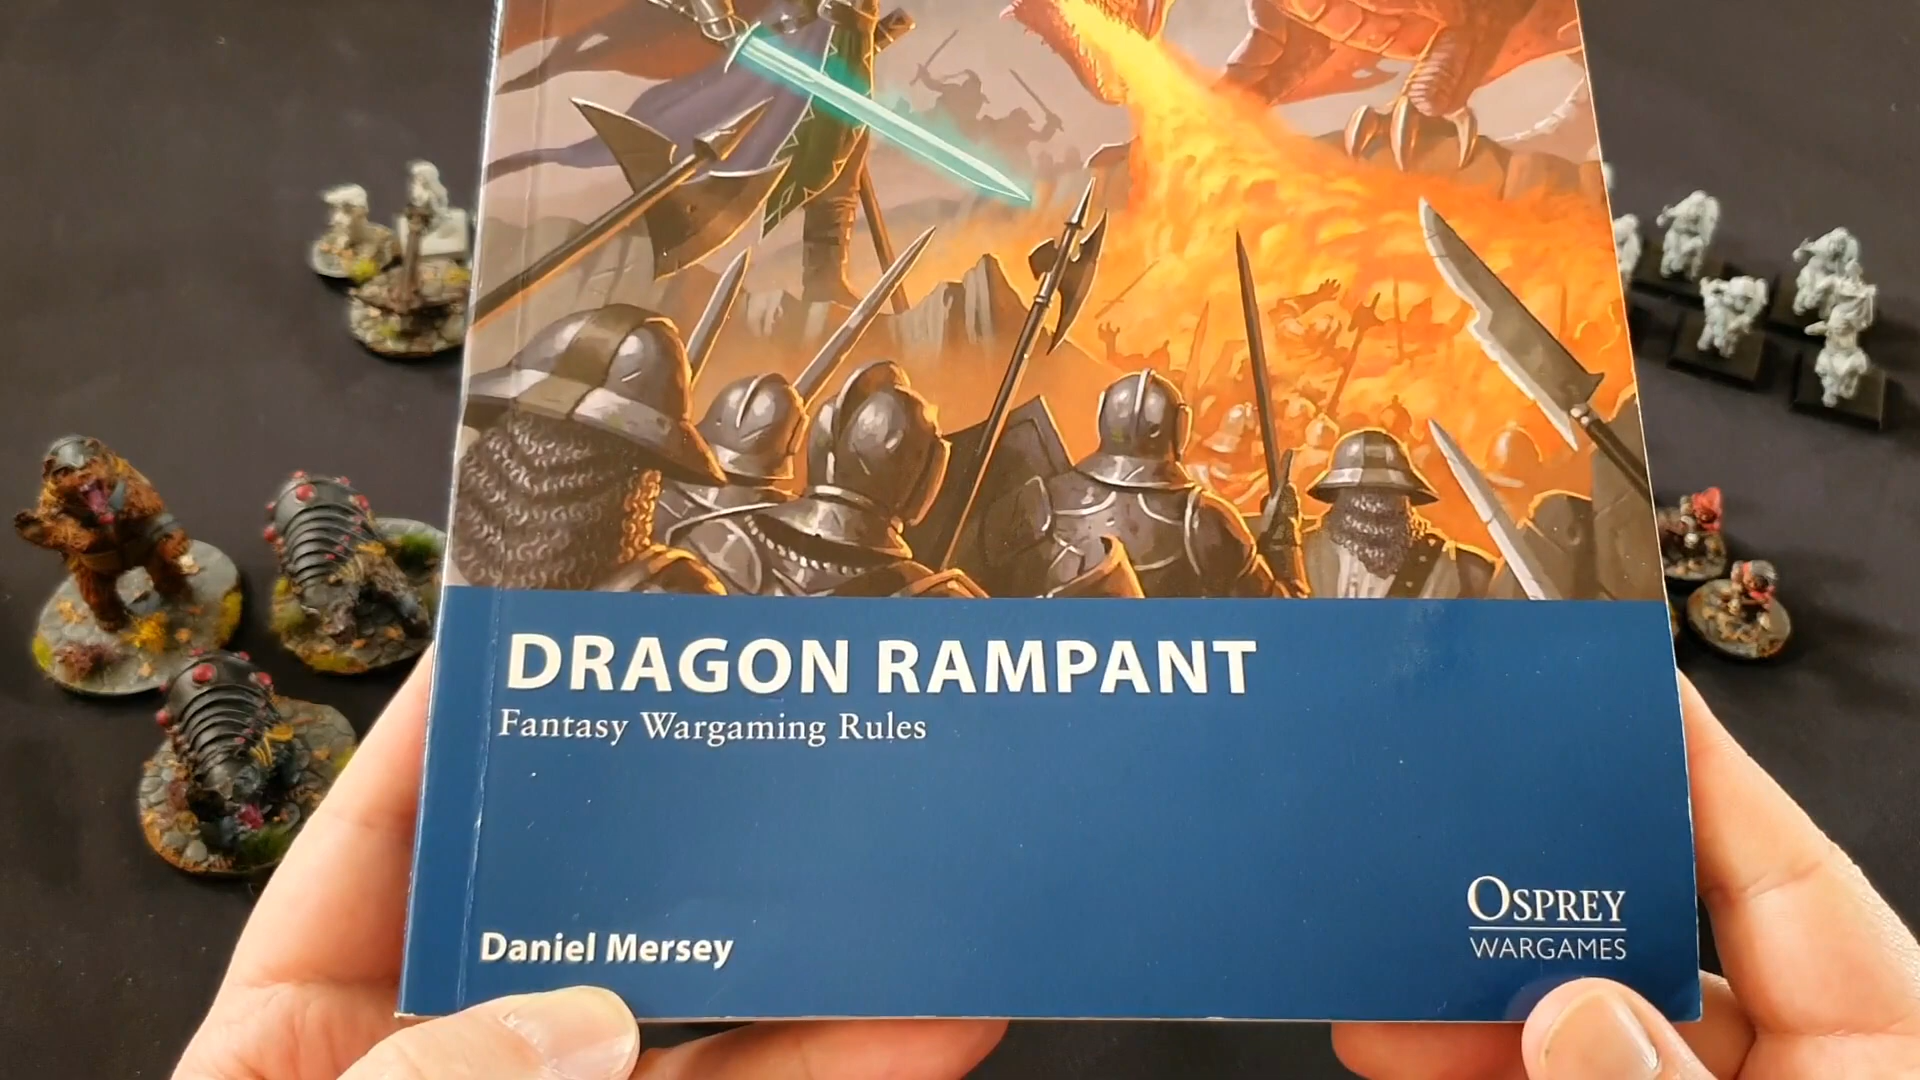 DRAGON RAMPANT
Fantasy Wargaming Rules
Daniel Mersey
OSPREY
WARGAMES